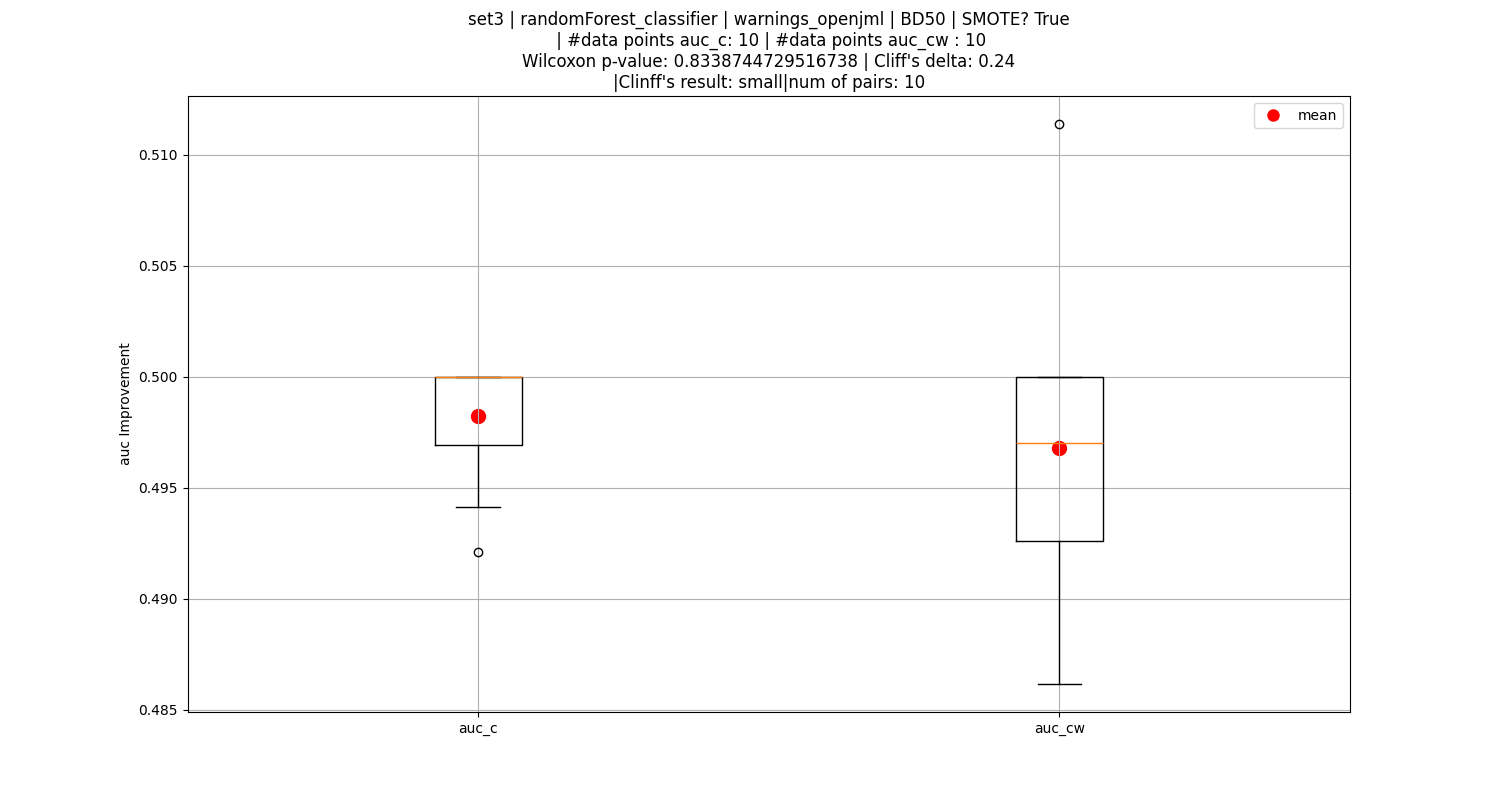 set3 | randomForest_classifier | warnings_openjml | BD50 | SMOTE? True
| #data points auc_c: 10 | #data points auc_cw : 10
Wilcoxon p-value: 0.8338744729516738 | Cliff's delta: 0.24
|Clinff's result: small|num of pairs: 10
mean
0.510
0.505
0.500
0.495
0.490
0.485
auc Improvement
auc_c
auc_cw